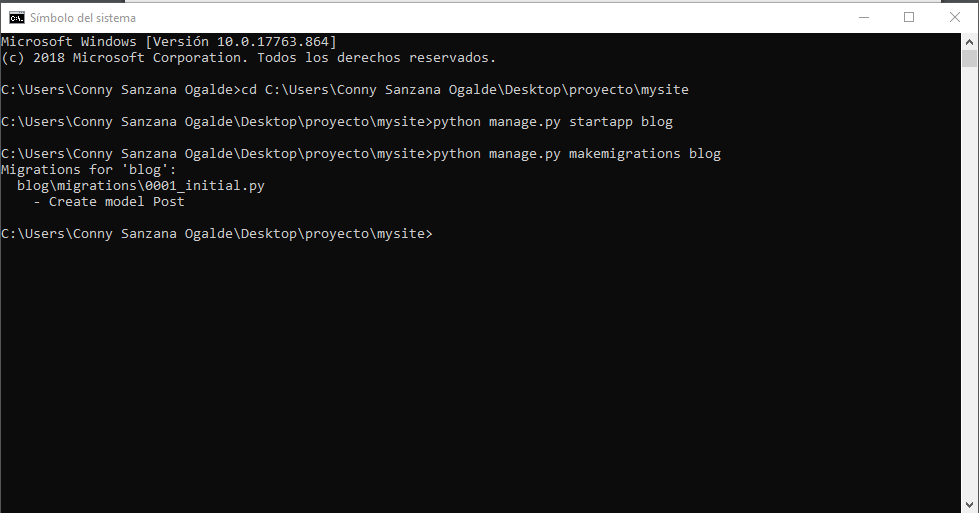 Símbolo del sistema
Microsoft Windows [Versión 10.0.17763.864]
(c) 2018 Microsoft Corporation. Todos los derechos reservados.
C:\Users\Conny Sanzana Ogalde>cd C:\Users\Conny Sanzana Ogalde\Desktop\proyecto\mysite
C:\Users\Conny Sanzana Ogalde\Desktop\proyecto\mysite>python manage.py startapp blog
C:\Users\Conny Sanzana Ogalde\Desktop\proyecto\mysite>python manage.py makemigrations blog
Migrations for 'blog':
  blog\migrations\0001_initial.py
    - Create model Post
C:\Users\Conny Sanzana Ogalde\Desktop\proyecto\mysite>